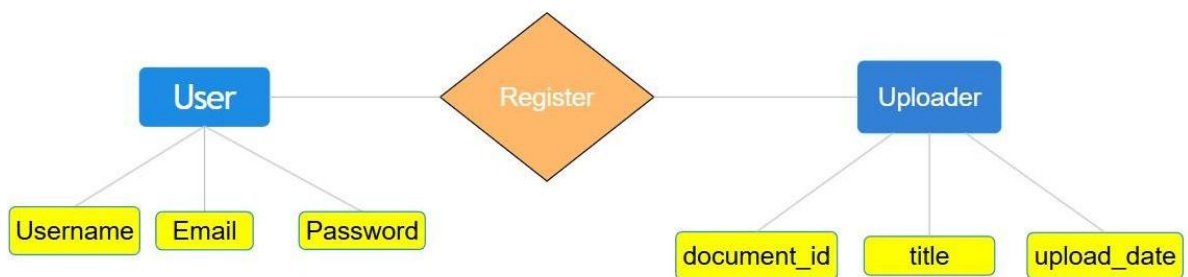 User
Register
Uploader
Username
Email
Password
document_id
title
upload_date